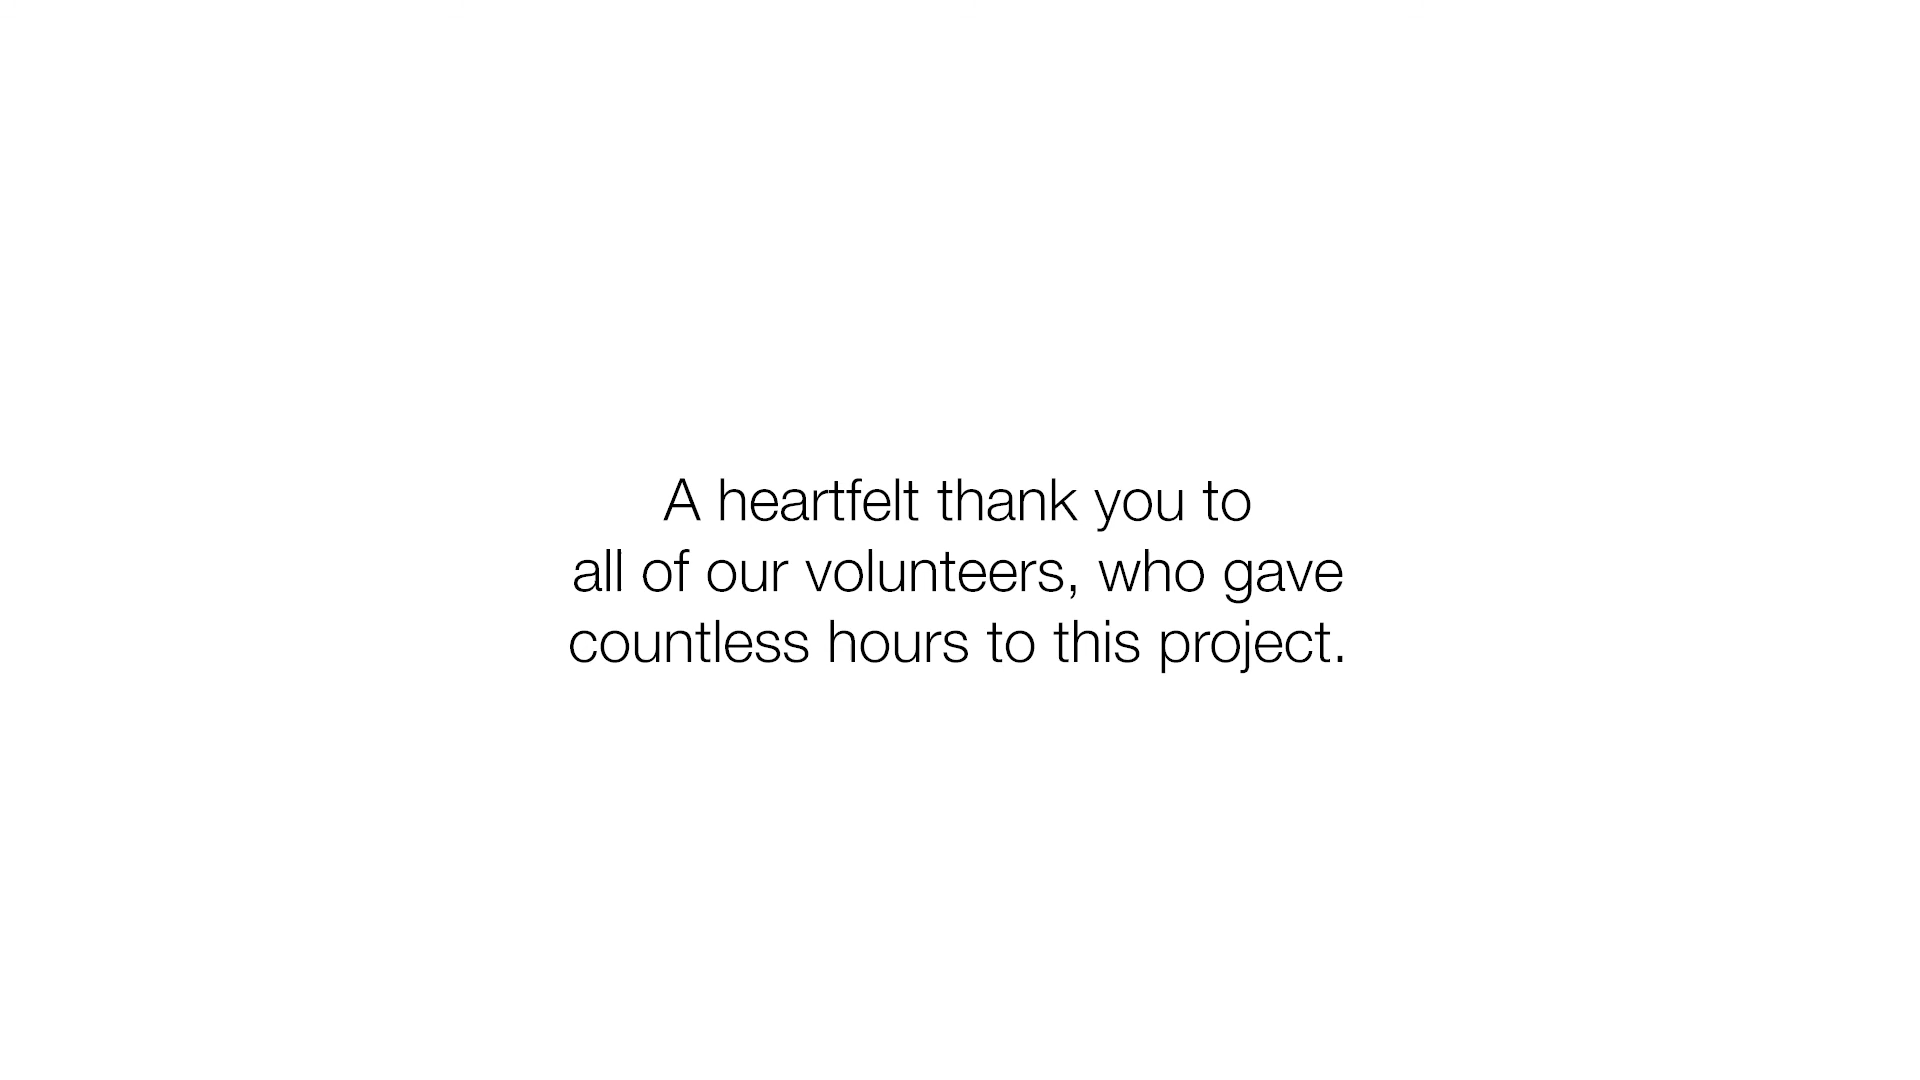 A heartfelt thank you to
all of our volunteers, who gave
countless hours to this project.